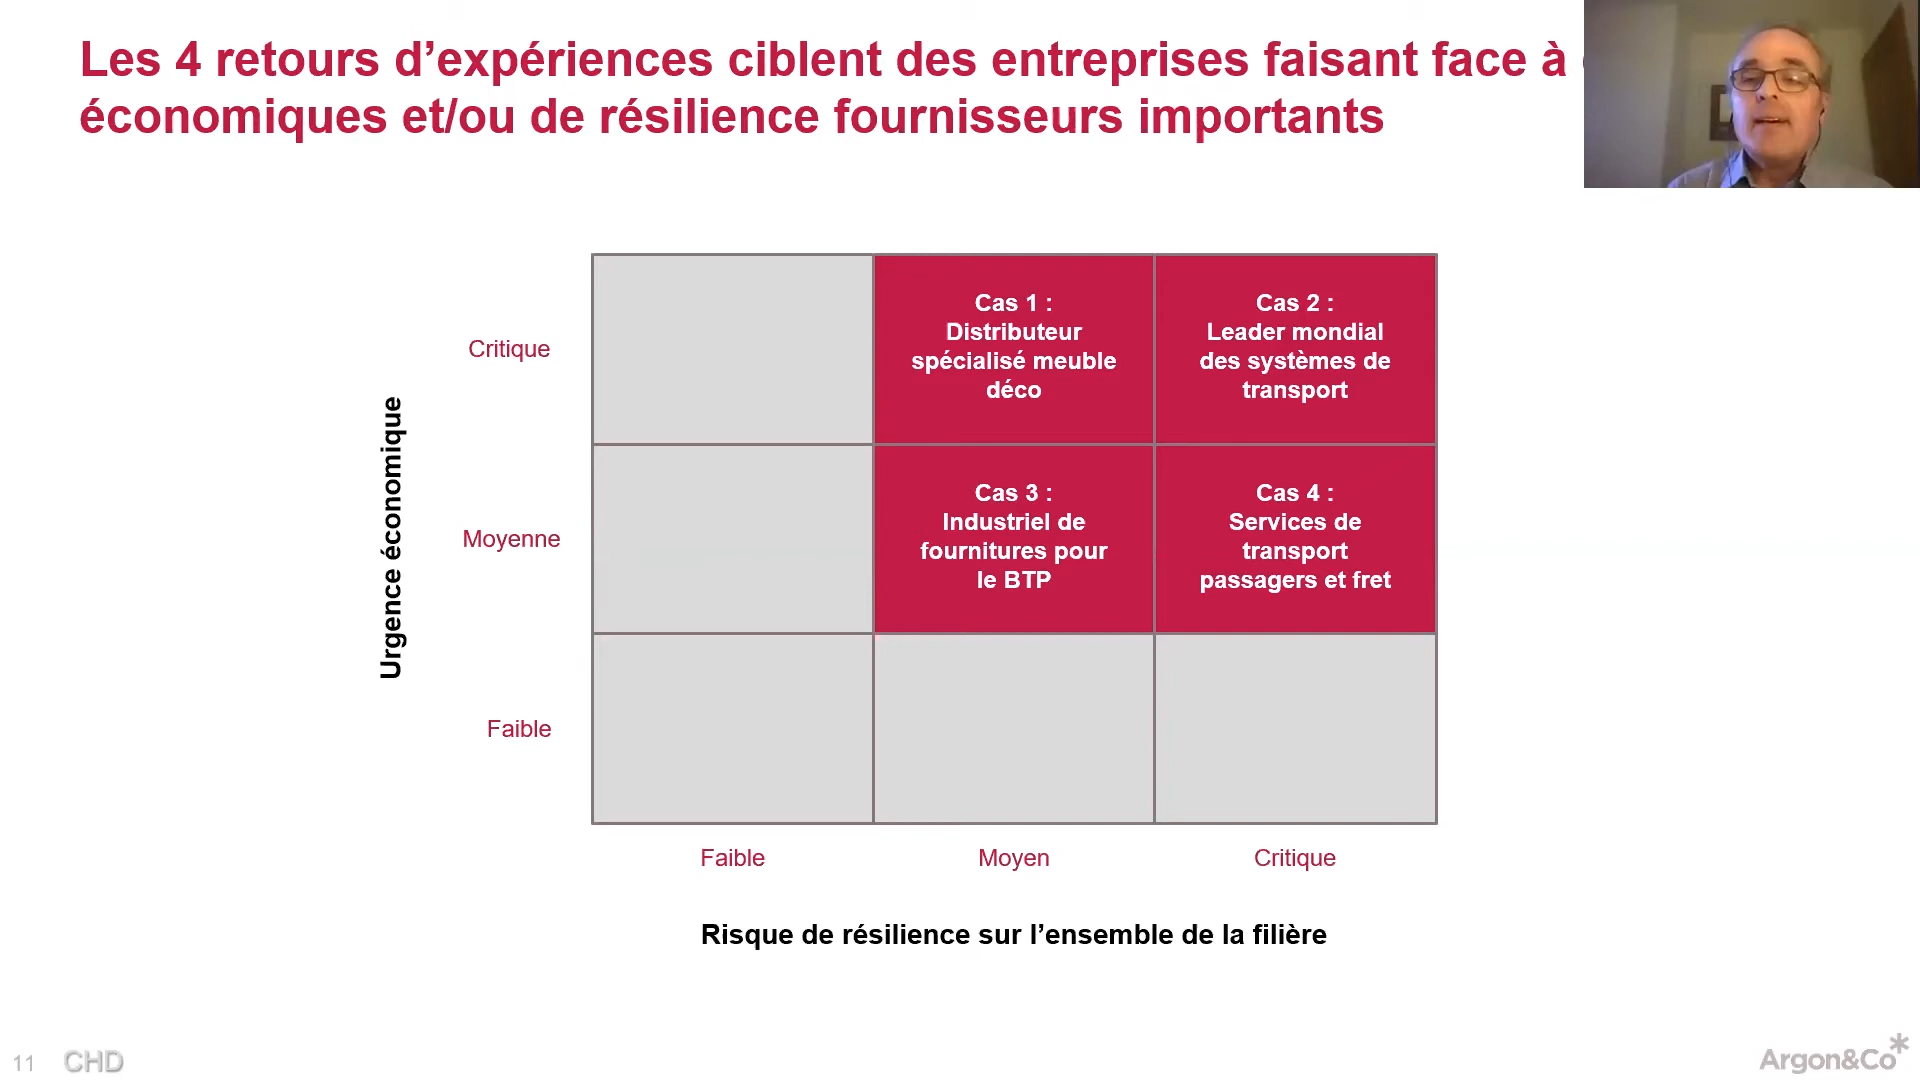 Les 4 retours d’expériences ciblent des entreprises faisant face à
économiques et/ou de résilience fournisseurs importants
Urgence économique
Critique
Moyenne
Faible
Cas 1 :
Distributeur
spécialisé meuble
déco
Cas 2 :
Leader mondial
des systèmes de
transport
Cas 3 :
Industriel de
fournitures pour
le BTP
Cas 4 :
Services de
transport
passagers et fret
Faible
Moyen
Critique
Risque de résilience sur l’ensemble de la filière
11
CHD
Argon&Co